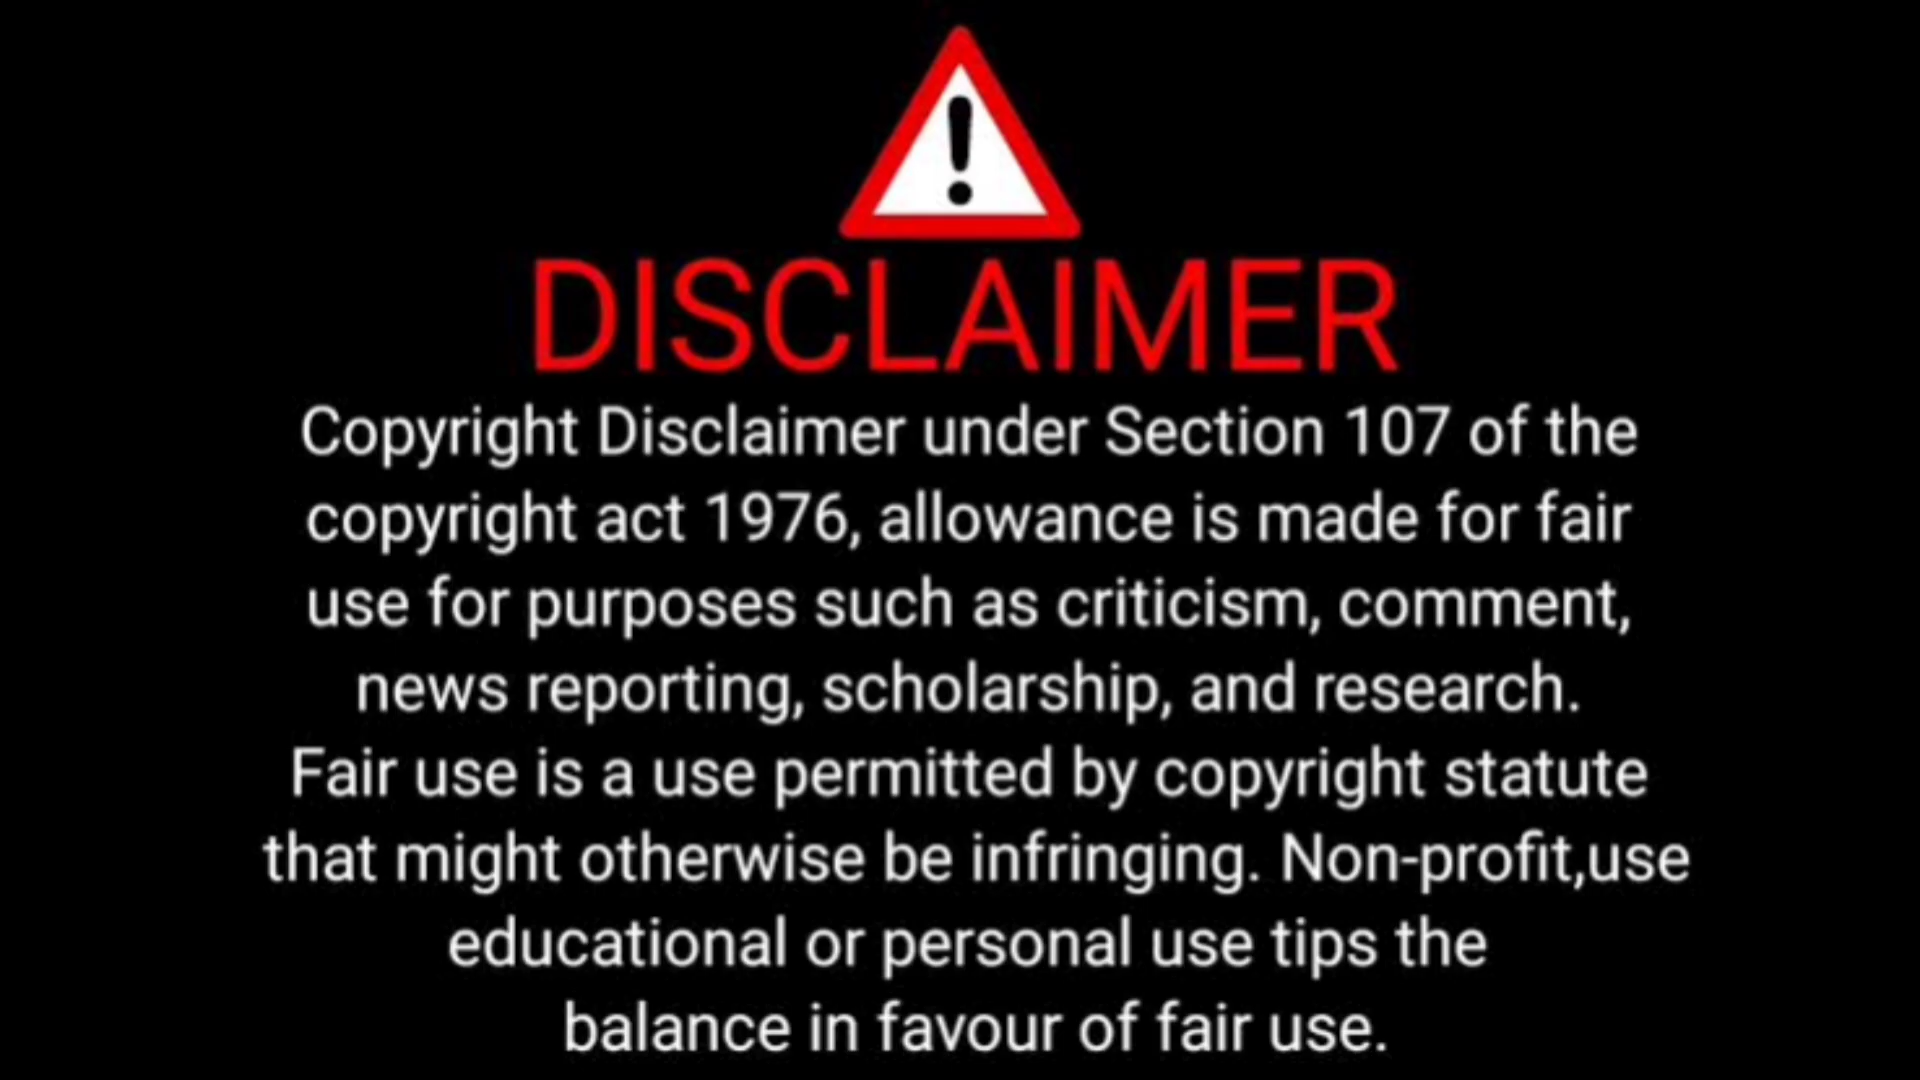 DISCLAIMER
Copyright Disclaimer under Section 107 of the
copyright act 1976, allowance is made for fair
use for purposes such as criticism, comment,
news reporting, scholarship, and research.
Fair use is a use permitted by copyright statute
that might otherwise be infringing. Non-profit,use
educational or personal use tips the
balance in favour of fair use.